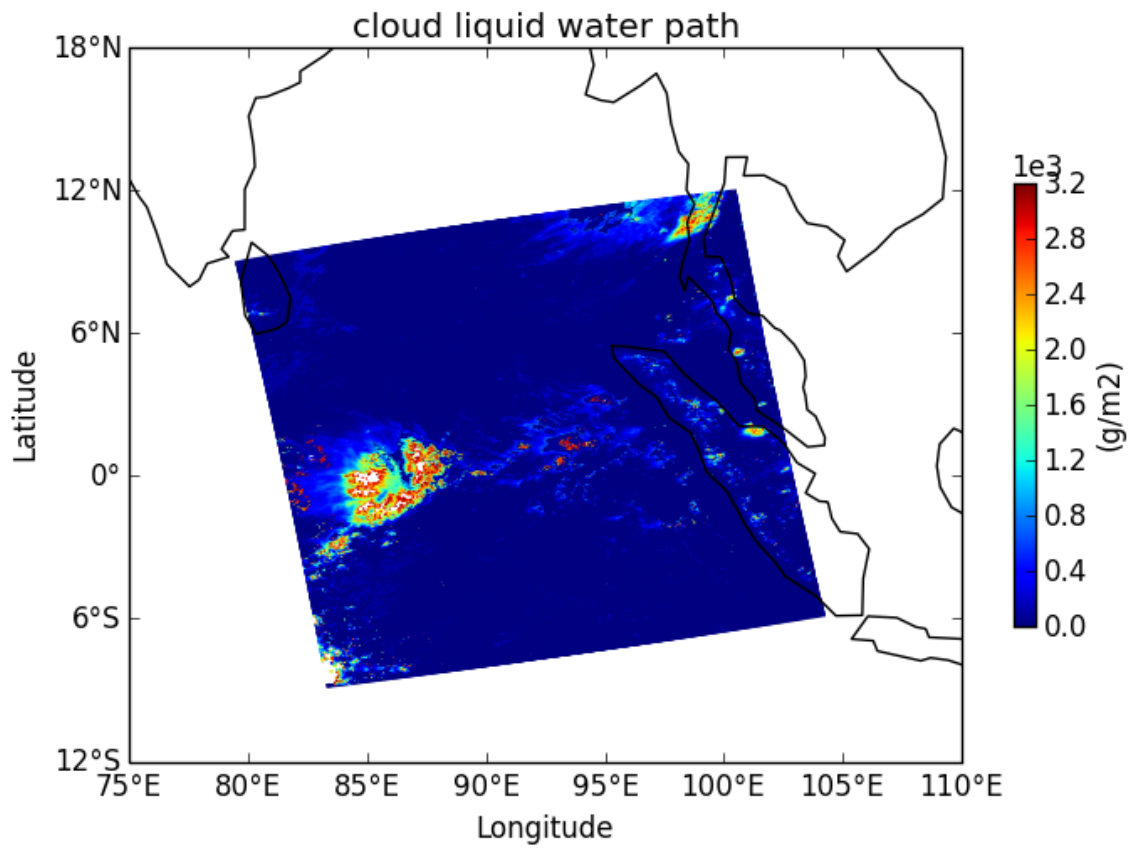 cloud liquid water path
18°N
12°N
6°N
0°
6°S
12°S
Latitude
75°E 80°E 85°E 90°E 95°E 100°E 105°E 110°E
Longitude
1e3
3.2
2.8
2.4
2.0
1.6
1.2
0.8
0.4
0.0
(g/m2)